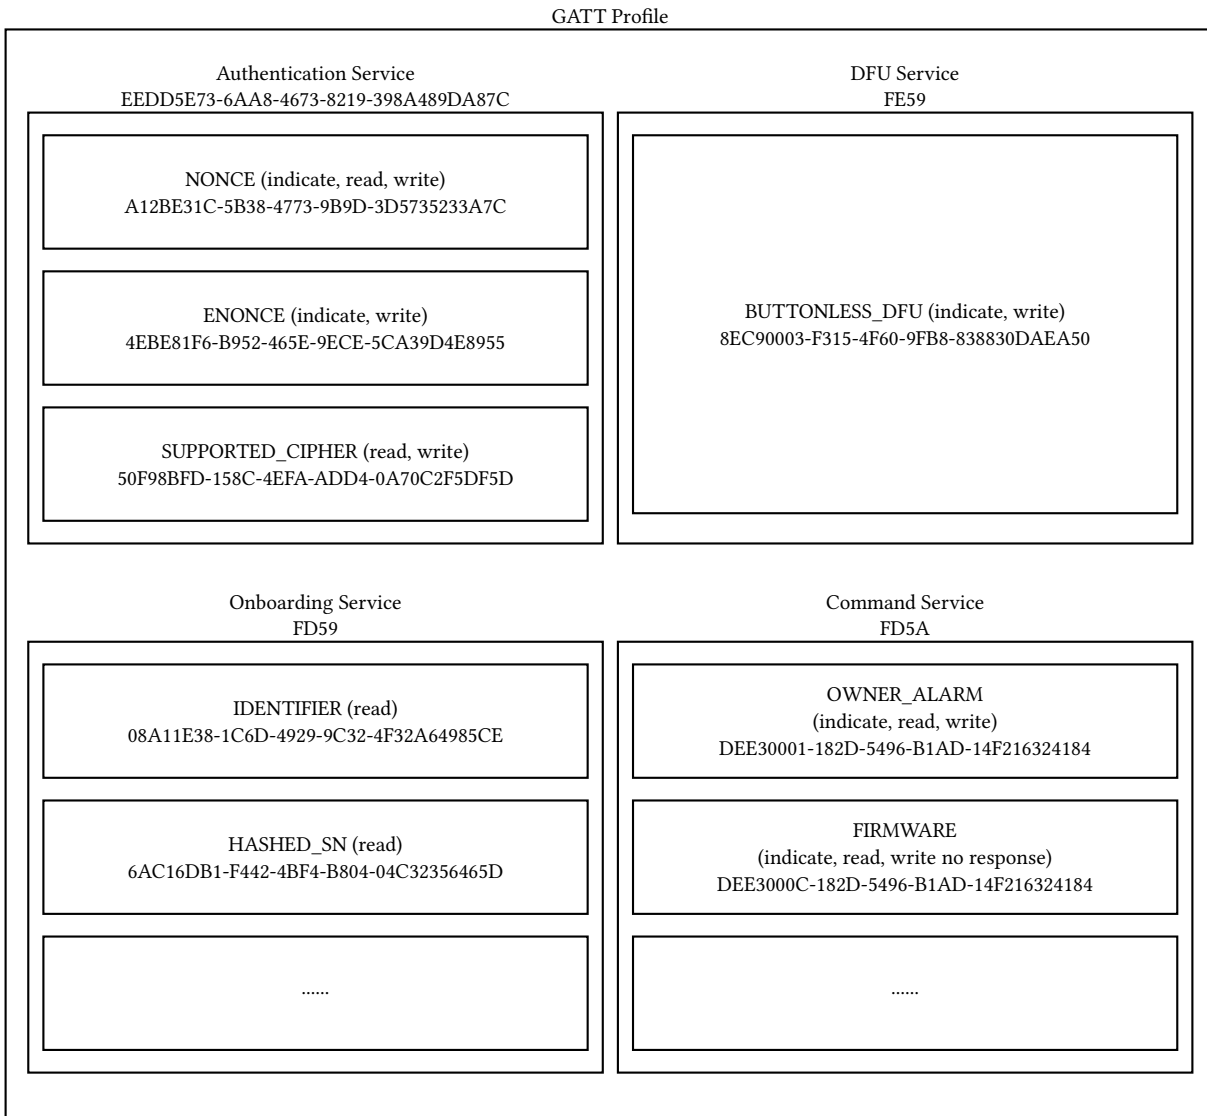 GATT Profile
Authentication Service
EEDD5E73-6AA8-4673-8219-398A489DA87C
NONCE (indicate, read, write)
A12BE31C-5B38-4773-9B9D-3D5735233A7C
ENONCE (indicate, write)
4EBE81F6-B952-465E-9ECE-5CA39D4E8955
SUPPORTED_CIPHER (read, write)
50F98BFD-158C-4EFA-ADD4-0A70C2F5DF5D
DFU Service
FE59
BUTTONLESS_DFU (indicate, write)
8EC90003-F315-4F60-9FB8-838830DAEA50
Onboarding Service
FD59
IDENTIFIER (read)
08A11E38-1C6D-4929-9C32-4F32A64985CE
HASHED_SN (read)
6AC16DB1-F442-4BF4-B804-04C32356465D
......
Command Service
FD5A
OWNER_ALARM
(indicate, read, write)
DEE30001-182D-5496-B1AD-14F216324184
FIRMWARE
(indicate, read, write no response)
DEE3000C-182D-5496-B1AD-14F216324184
......